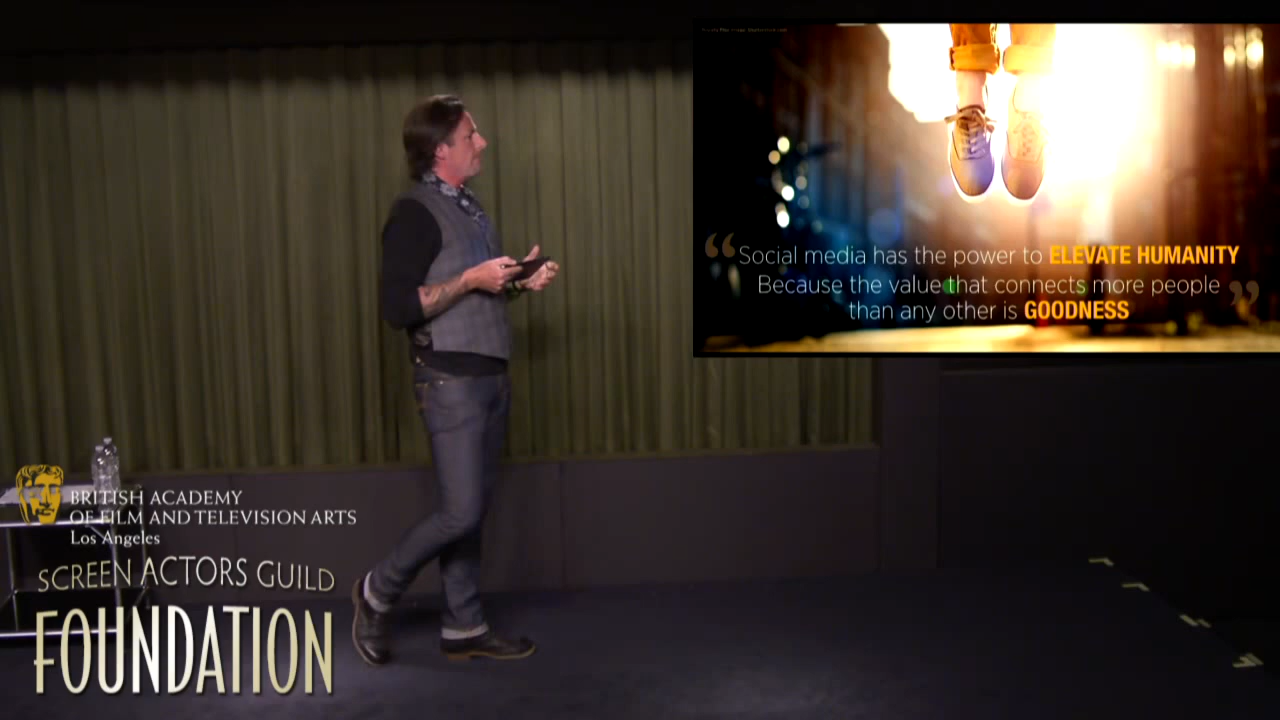 “Social media has the power to ELEVATE HUMANITY
Because the value that connects more people
than any other is GOODNESS”
BRITISH ACADEMY
OF FILM AND TELEVISION ARTS
Los Angeles
SCREEN ACTORS GUILD
FOUNDATION